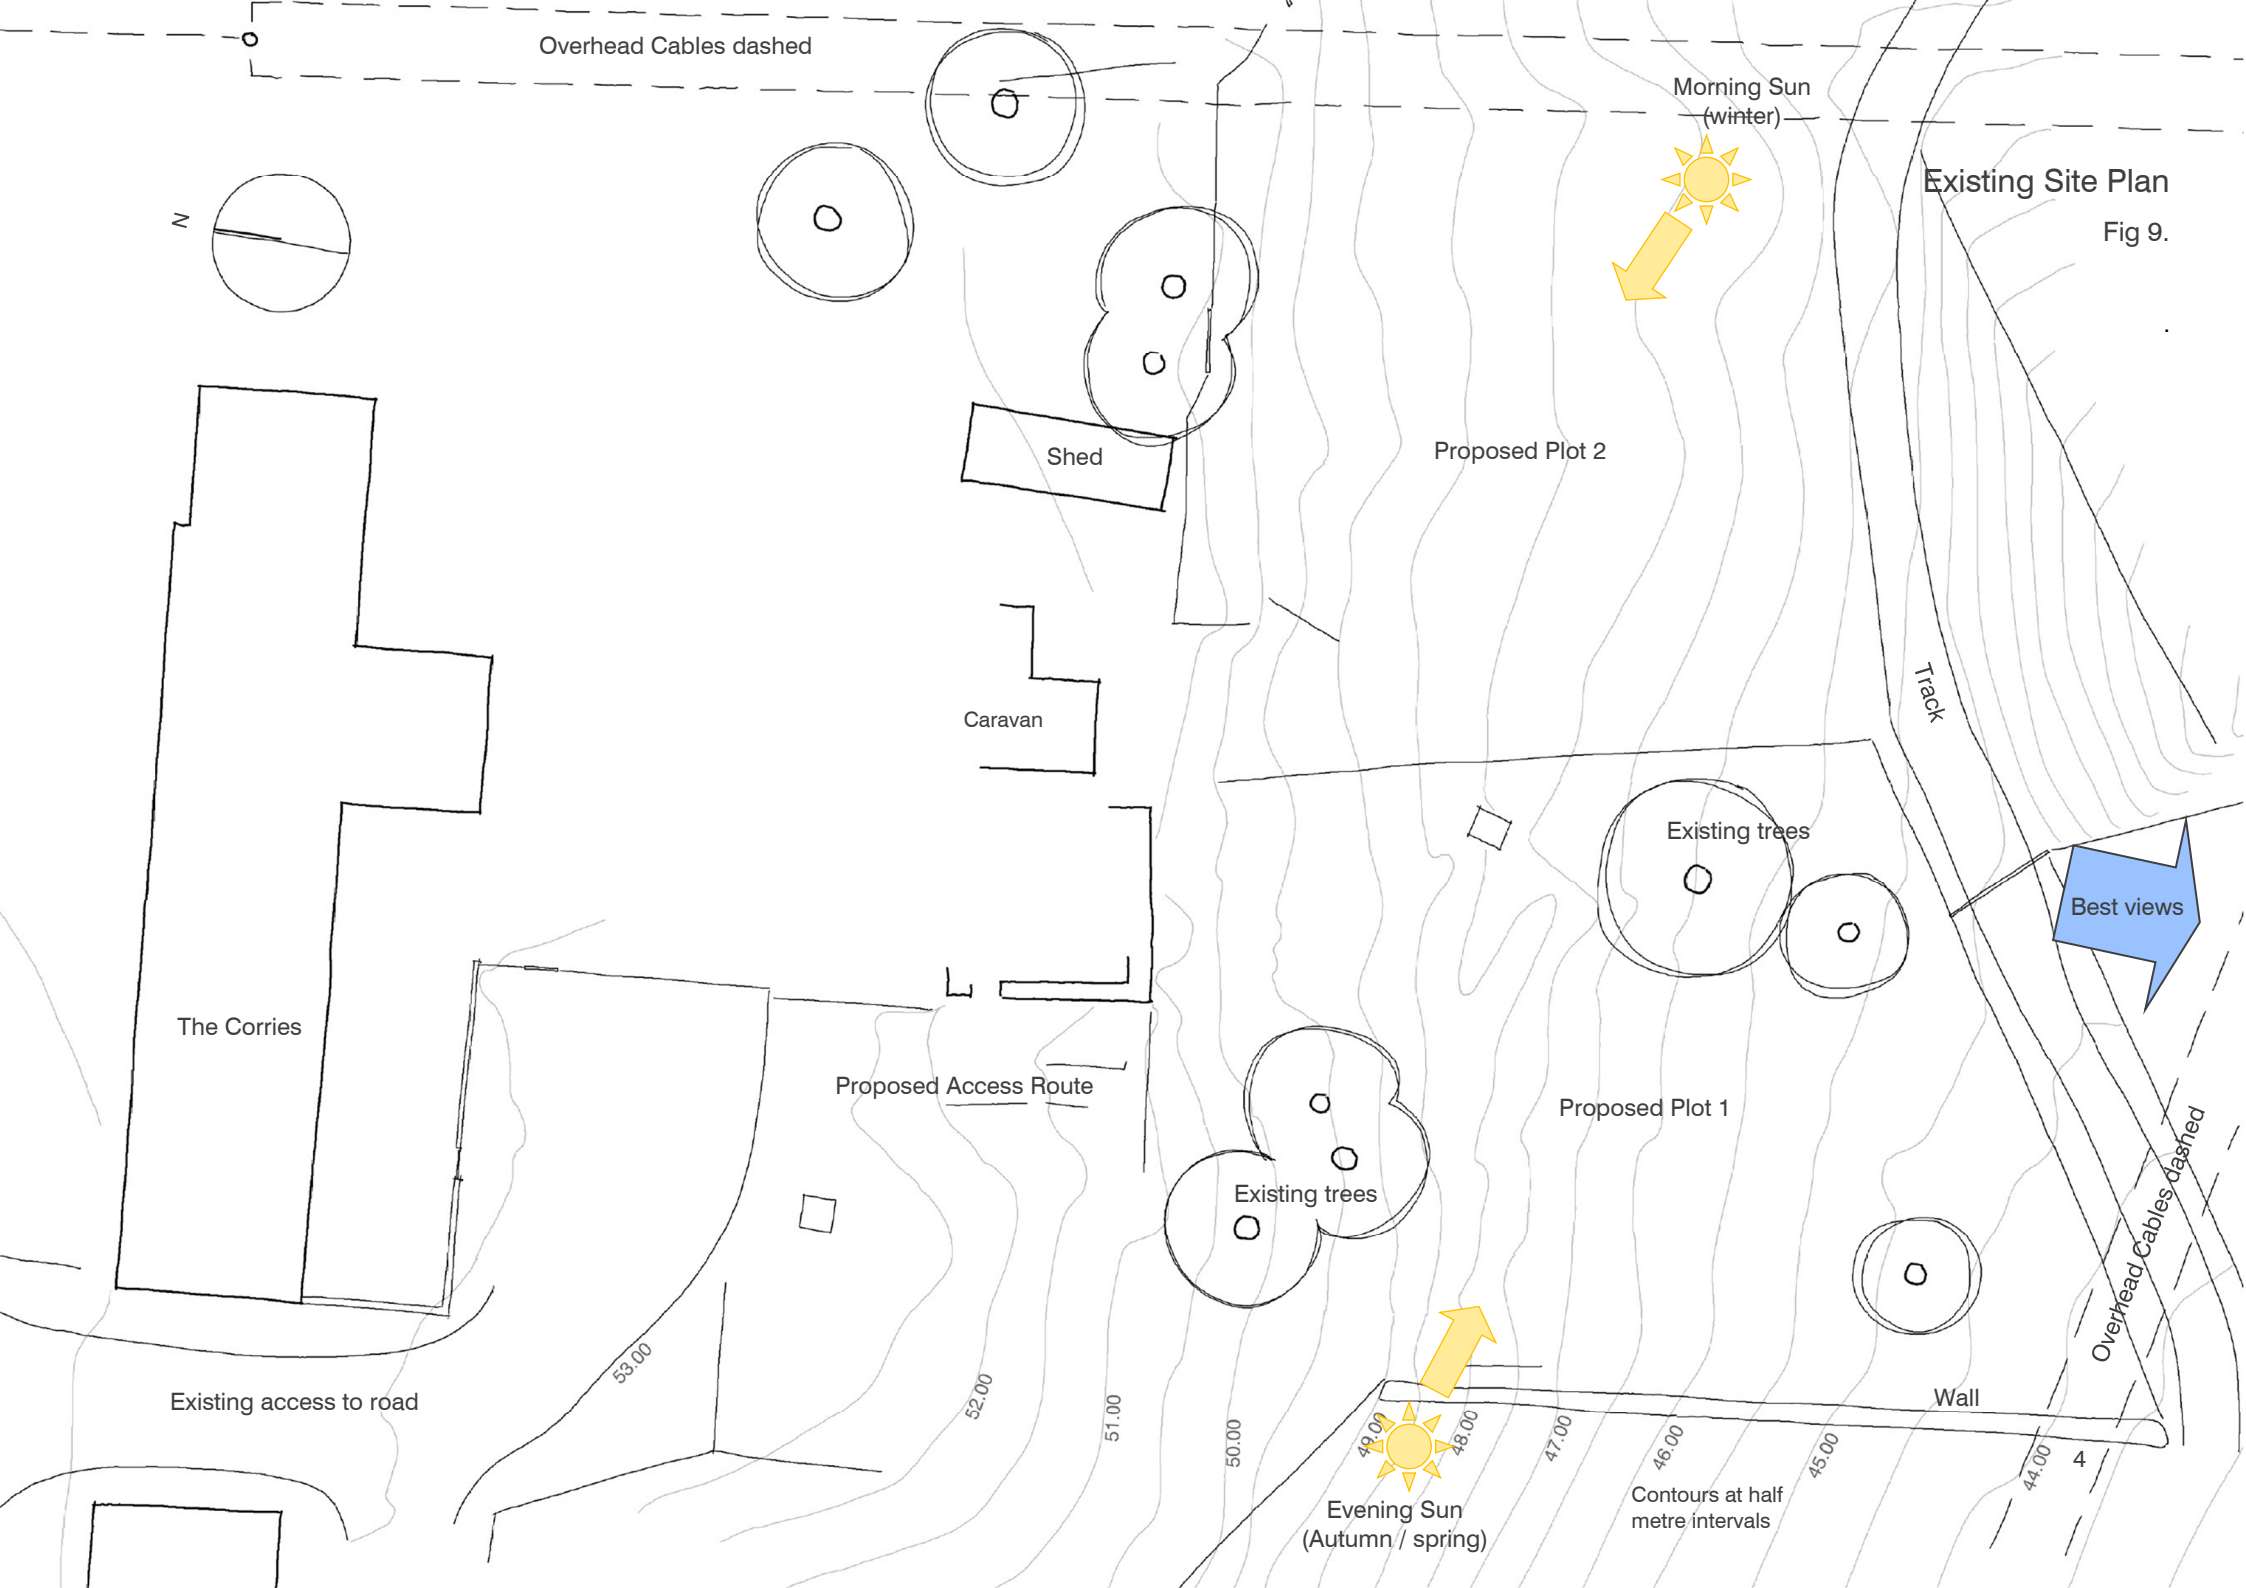 Overhead Cables dashed
Morning Sun
(winter)
Existing Site Plan
Fig 9.
N
.
Proposed Plot 2
Shed
Track
Caravan
Existing trees
Best views
The Corries
Proposed Access Route
Proposed Plot 1
Existing trees
Overhead Cables dashed
53.00
52.00
51.00
50.00
49.00
48.00
47.00
46.00
45.00
44.00
Wall
4
Existing access to road
Evening Sun
(Autumn / spring)
Contours at half
metre intervals